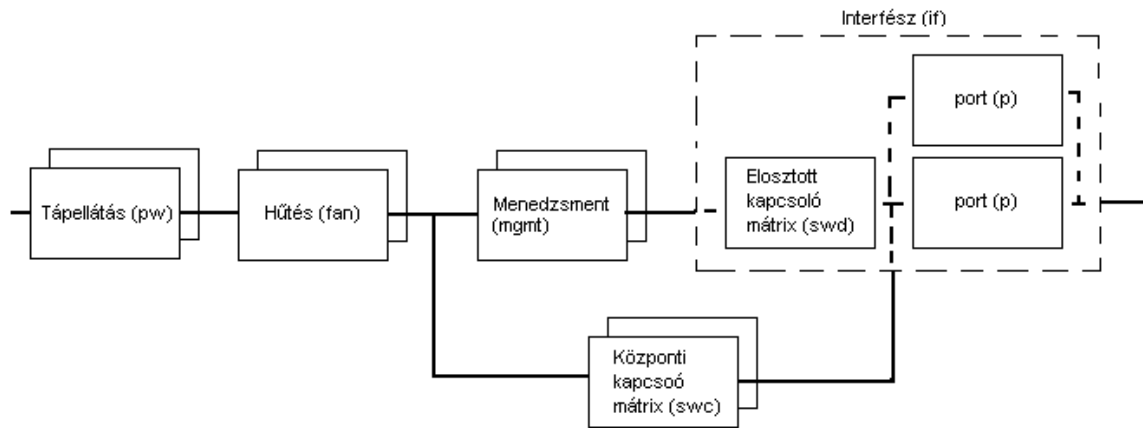 Interfész (if)
port (p)
Tápellátás (pw)
Hűtés (fan)
Menedzsment
(mgmt)
Elosztott
kapcsoló
mátrix (swd)
port (p)
Központi
kapcsoó
mátrix (swc)